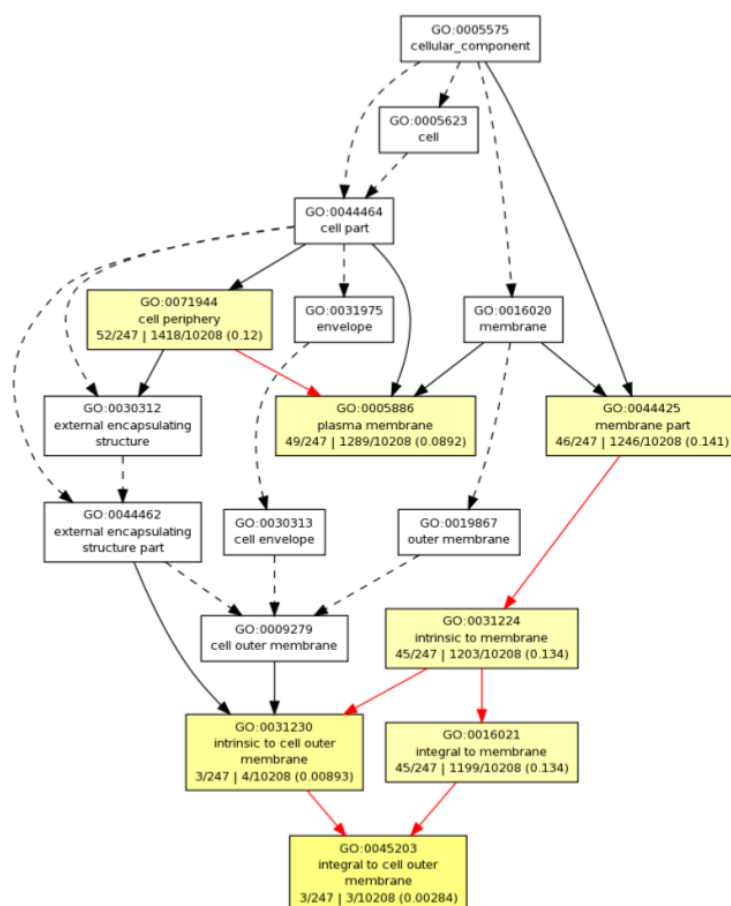 GO:0005575
cellular_component
GO:0005623
cell
GO:0044464
cell part
GO:0071944
cell periphery
52/247 | 1418/10208 (0.12)
GO:0031975
envelope
GO:0016020
membrane
GO:0030312
external encapsulating
structure
GO:0005886
plasma membrane
49/247 | 1289/10208 (0.0892)
GO:0044425
membrane part
46/247 | 1246/10208 (0.141)
GO:0044462
external encapsulating
structure part
GO:0030313
cell envelope
GO:0019867
outer membrane
GO:0009279
cell outer membrane
GO:0031224
intrinsic to membrane
45/247 | 1203/10208 (0.134)
GO:0031230
intrinsic to cell outer
membrane
3/247 | 4/10208 (0.00893)
GO:0016021
integral to membrane
45/247 | 1199/10208 (0.134)
GO:0045203
integral to cell outer
membrane
3/247 | 3/10208 (0.00284)